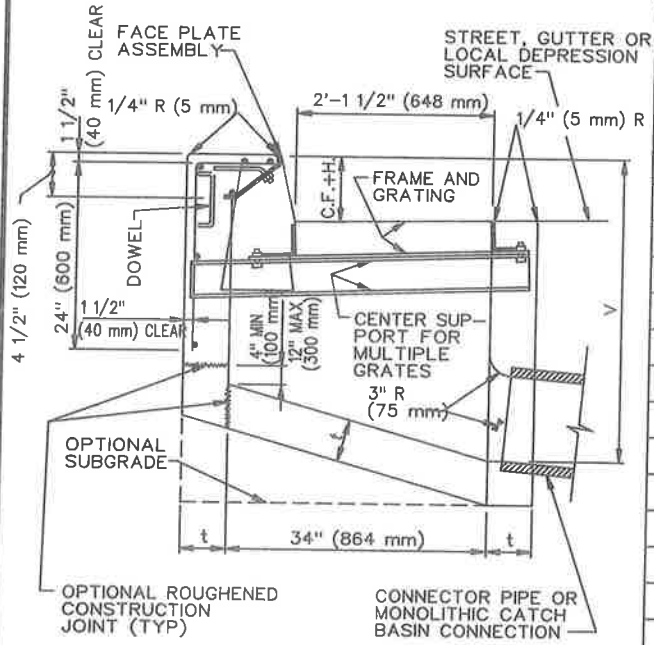 FACE PLATE
ASSEMBLY
1 1/2"
(40 mm) CLEAR
1/4" R (5 mm)
2'-1 1/2" (648 mm)
STREET, GUTTER OR
LOCAL DEPRESSION
SURFACE
1/4" (5 mm) R
4 1/2" (120 mm)
24" (600 mm)
DOWEL
C.F.+H.
FRAME AND
GRATING
V
1 1/2"
(40 mm) CLEAR
4" MIN
(100 mm)
12" MAX
(300 mm)
CENTER SUP-
PORT FOR
MULTIPLE
GRATES
3" R
(75 mm)
OPTIONAL
SUBGRADE
t
t
34" (864 mm)
t
OPTIONAL ROUGHENED
CONSTRUCTION
JOINT (TYP)
CONNECTOR PIPE OR
MONOLITHIC CATCH
BASIN CONNECTION